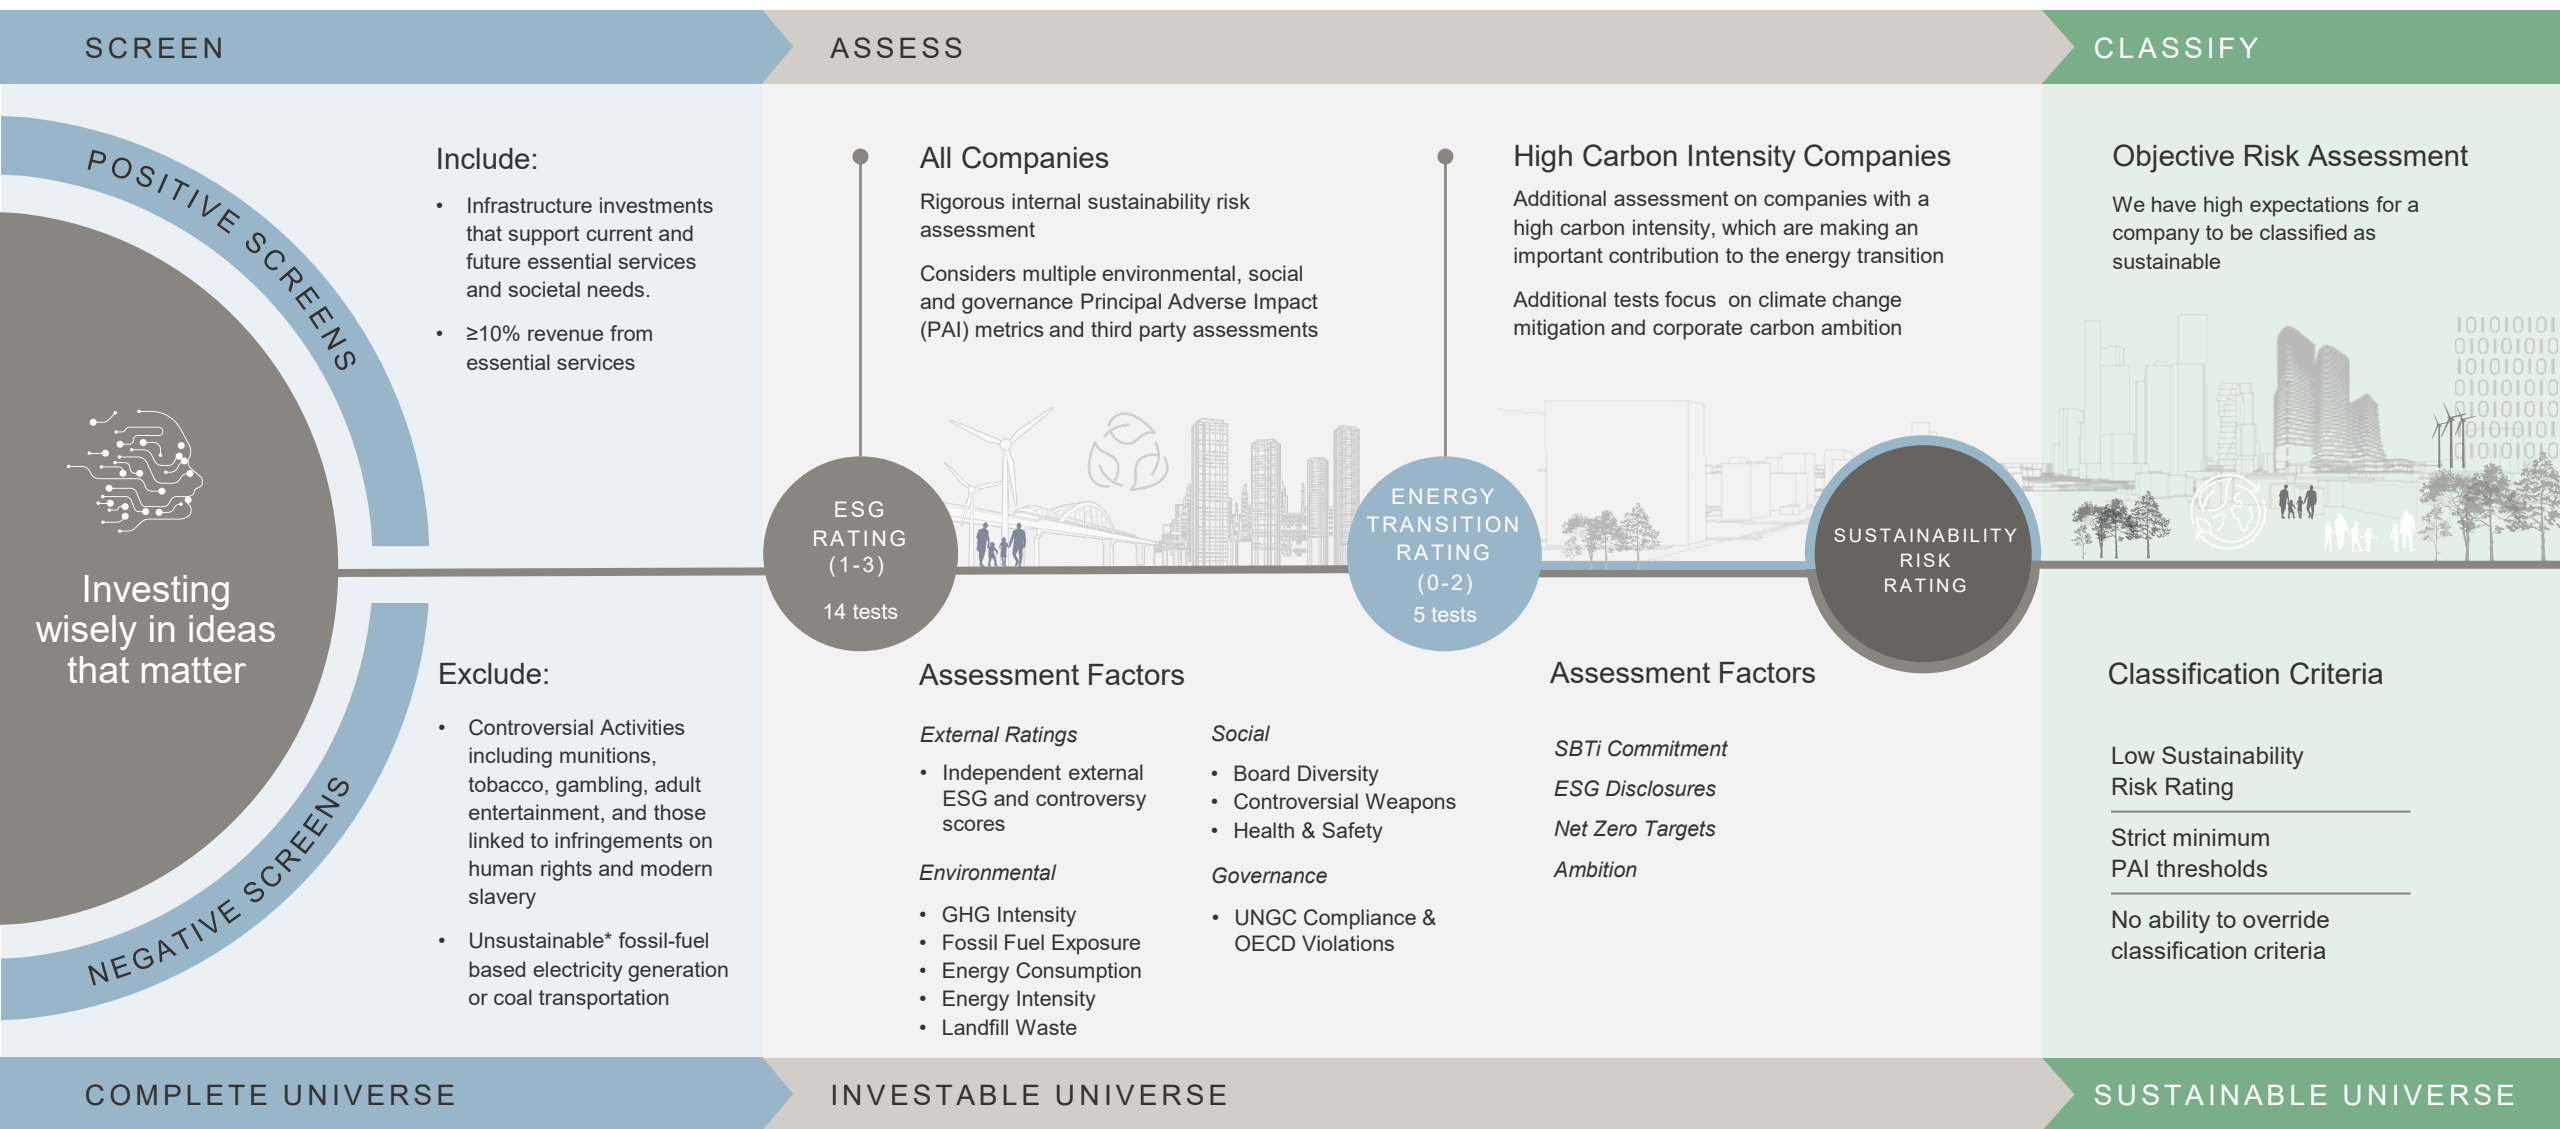 SCREEN
ASSESS
CLASSIFY
POSITIVE SCREENS
Investing
wisely in ideas
that matter
NEGATIVE SCREENS
Include:
• Infrastructure investments
that support current and
future essential services
and societal needs.
• ≥10% revenue from
essential services
Exclude:
• Controversial Activities
including munitions,
tobacco, gambling, adult
entertainment, and those
linked to infringements on
human rights and modern
slavery
• Unsustainable* fossil-fuel
based electricity generation
or coal transportation
All Companies
Rigorous internal sustainability risk
assessment
Considers multiple environmental, social
and governance Principal Adverse Impact
(PAI) metrics and third party assessments
ESG
RATING
(1-3)
14 tests
Assessment Factors
External Ratings
• Independent external
ESG and controversy
scores
Environmental
• GHG Intensity
• Fossil Fuel Exposure
• Energy Consumption
• Energy Intensity
• Landfill Waste
Social
• Board Diversity
• Controversial Weapons
• Health & Safety
Governance
• UNGC Compliance &
OECD Violations
High Carbon Intensity Companies
Additional assessment on companies with a
high carbon intensity, which are making an
important contribution to the energy transition
Additional tests focus  on climate change
mitigation and corporate carbon ambition
ENERGY
TRANSITION
RATING
(0-2)
5 tests
SUSTAINABILITY
RISK
RATING
Assessment Factors
SBTi Commitment
ESG Disclosures
Net Zero Targets
Ambition
Objective Risk Assessment
We have high expectations for a
company to be classified as
sustainable
IOIOIOIOI
Classification Criteria
Low Sustainability
Risk Rating
Strict minimum
PAI thresholds
No ability to override
classification criteria
COMPLETE UNIVERSE
INVESTABLE UNIVERSE
SUSTAINABLE UNIVERSE